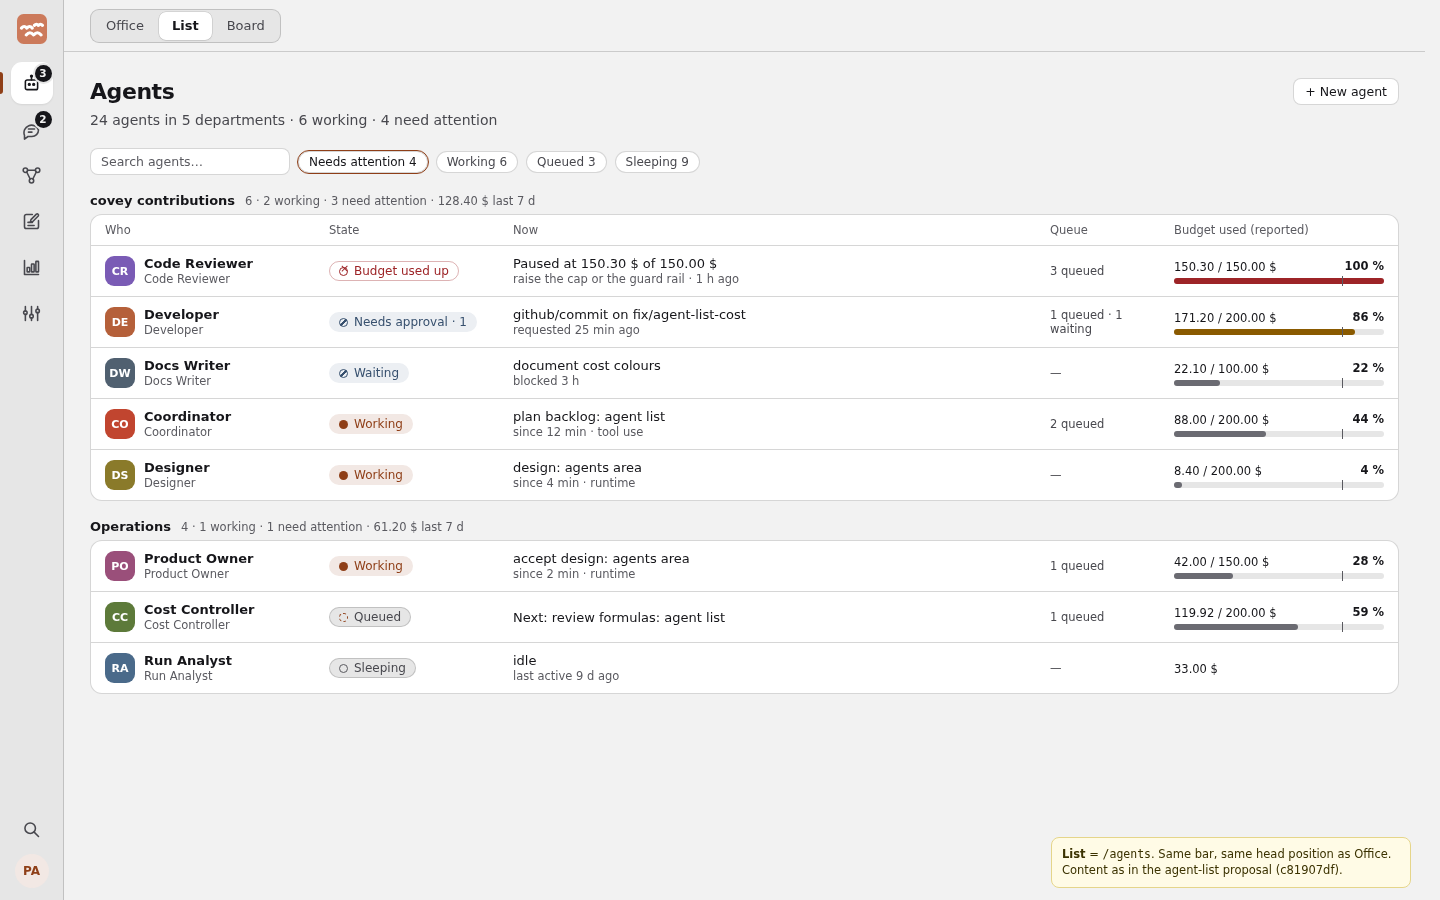 Office List Board
3
2
Agents
+ New agent
24 agents in 5 departments · 6 working · 4 need attention
Search agents…
Needs attention 4
Working 6
Queued 3
Sleeping 9
covey contributions 6 · 2 working · 3 need attention · 128.40 $ last 7 d
Who State Now Queue Budget used (reported)
CR Code Reviewer
Code Reviewer
Budget used up
Paused at 150.30 $ of 150.00 $
raise the cap or the guard rail · 1 h ago
3 queued
150.30 / 150.00 $ 100 %
DE Developer
Developer
Needs approval · 1
github/commit on fix/agent-list-cost
requested 25 min ago
1 queued · 1
waiting
171.20 / 200.00 $ 86 %
DW Docs Writer
Docs Writer
Waiting
document cost colours
blocked 3 h
—
22.10 / 100.00 $ 22 %
CO Coordinator
Coordinator
Working
plan backlog: agent list
since 12 min · tool use
2 queued
88.00 / 200.00 $ 44 %
DS Designer
Designer
Working
design: agents area
since 4 min · runtime
—
8.40 / 200.00 $ 4 %
Operations 4 · 1 working · 1 need attention · 61.20 $ last 7 d
PO Product Owner
Product Owner
Working
accept design: agents area
since 2 min · runtime
1 queued
42.00 / 150.00 $ 28 %
CC Cost Controller
Cost Controller
Queued
Next: review formulas: agent list
1 queued
119.92 / 200.00 $ 59 %
RA Run Analyst
Run Analyst
Sleeping
idle
last active 9 d ago
—
33.00 $
PA
List = /agents. Same bar, same head position as Office.
Content as in the agent-list proposal (c81907df).